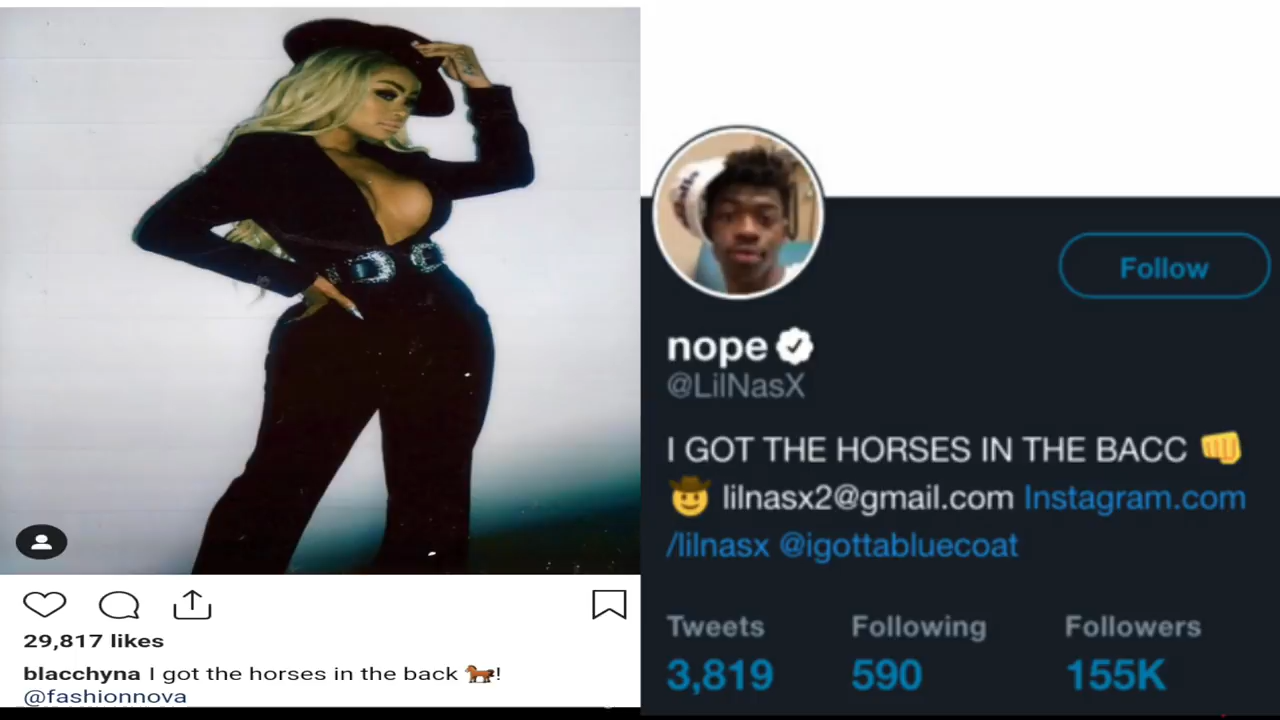 29,817 likes
blacchyna I got the horses in the back 🐎!
@fashionnova
Follow
nope
@LilNasX
I GOT THE HORSES IN THE BACC 👊
🤠 lilnasx2@gmail.com Instagram.com
/lilnasx @igottabluecoat
Tweets Following Followers
3,819 590 155K